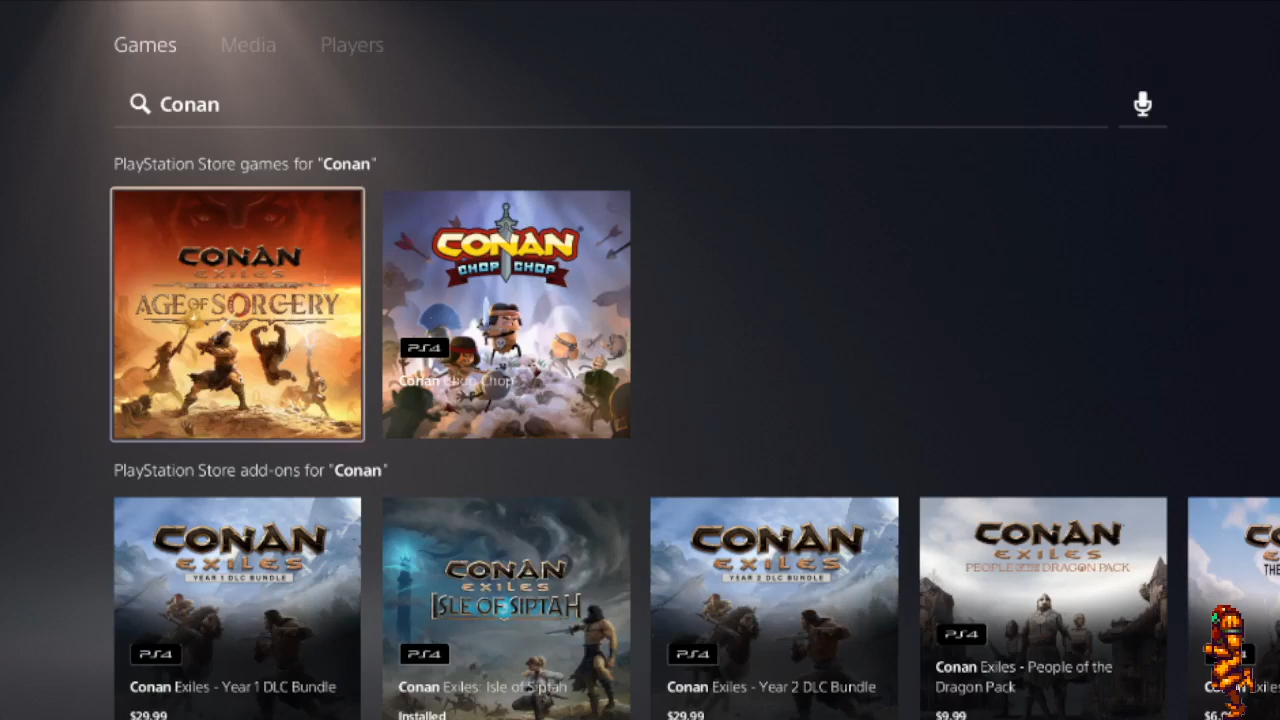 Games Media Players
Conan
PlayStation Store games for "Conan"
CONAN
EXILES
AGE OF SORCERY
CONAN
CHOP CHOP
PS4
Conan Chop Chop
PlayStation Store add-ons for "Conan"
CONAN
EXILES
YEAR 1 DLC BUNDLE
PS4
Conan Exiles - Year 1 DLC Bundle
$29.99
CONAN
EXILES
ISLE OF SIPTAH
PS4
Conan Exiles: Isle of Siptah
Installed
CONAN
EXILES
YEAR 2 DLC BUNDLE
PS4
Conan Exiles - Year 2 DLC Bundle
$29.99
CONAN
EXILES
PEOPLE OF THE DRAGON PACK
PS4
Conan Exiles - People of the
Dragon Pack
$9.99
CO
E
THE